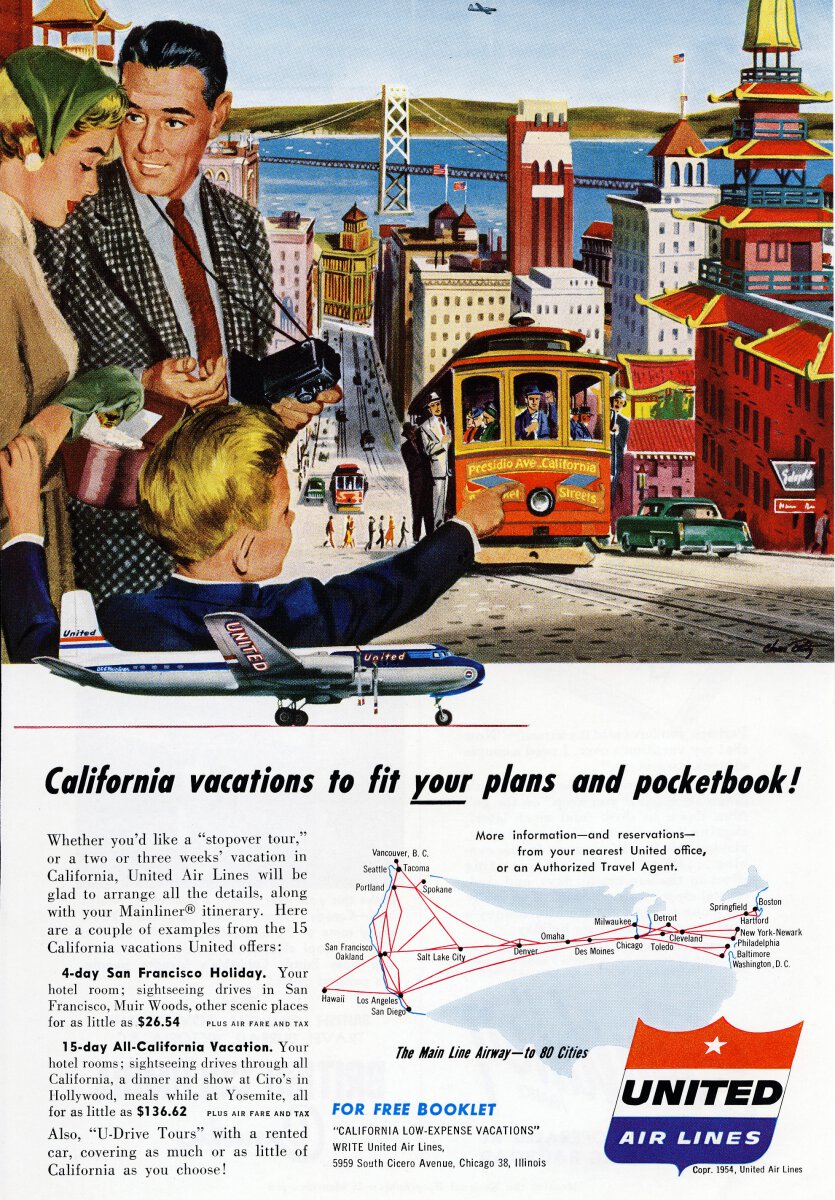 Presidio Ave. California
Streets
United
UNITED
United
California vacations to fit your plans and pocketbook!
Whether you'd like a “stopover tour,”
or a two or three weeks' vacation in
California, United Air Lines will be
glad to arrange all the details, along
with your Mainliner® itinerary. Here
are a couple of examples from the 15
California vacations United offers:
4-day San Francisco Holiday. Your
hotel room; sightseeing drives in San
Francisco, Muir Woods, other scenic places
for as little as $26.54 PLUS AIR FARE AND TAX
15-day All-California Vacation. Your
hotel rooms; sightseeing drives through all
California, a dinner and show at Ciro's in
Hollywood, meals while at Yosemite, all
for as little as $136.62 PLUS AIR FARE AND TAX
Also, “U-Drive Tours” with a rented
car, covering as much or as little of
California as you choose!
More information—and reservations—
from your nearest United office,
or an Authorized Travel Agent.
Vancouver, B. C.
Seattle
Tacoma
Portland
Spokane
San Francisco
Oakland
Salt Lake City
Denver
Omaha
Des Moines
Milwaukee
Chicago
Detroit
Toledo
Cleveland
Springfield
Boston
Hartford
New York-Newark
Philadelphia
Baltimore
Washington, D. C.
Hawaii
Los Angeles
San Diego
The Main Line Airway—to 80 Cities
FOR FREE BOOKLET
"CALIFORNIA LOW-EXPENSE VACATIONS"
WRITE United Air Lines,
5959 South Cicero Avenue, Chicago 38, Illinois
UNITED
AIR LINES
Copr. 1954, United Air Lines